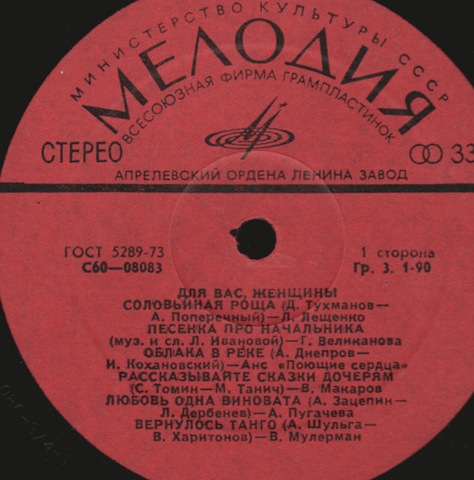 МИНИСТЕРСТВО КУЛЬТУРЫ СССР
МЕЛОДИЯ
ВСЕСОЮЗНАЯ ФИРМА ГРАМПЛАСТИНОК
СТЕРЕО 33
АПРЕЛЕВСКИЙ ОРДЕНА ЛЕНИНА ЗАВОД
ГОСТ 5289-73 1 сторона
С60—08083 Гр. 3. 1-90
ДЛЯ ВАС, ЖЕНЩИНЫ
СОЛОВЬИНАЯ РОЩА (Д. Тухманов—
А. Поперечный)—Л. Лещенко
ПЕСЕНКА ПРО НАЧАЛЬНИКА
(муз. и сл. Л. Ивановой)—Г. Великанова
ОБЛАКА В РЕКЕ (А. Днепров—
И. Кохановский)—Анс «Поющие сердца»
РАССКАЗЫВАЙТЕ СКАЗКИ ДОЧЕРЯМ
(С. Томин—М. Танич)—В. Макаров
ЛЮБОВЬ ОДНА ВИНОВАТА (А. Зацепин—
Л. Дербенев)—А. Пугачева
ВЕРНУЛОСЬ ТАНГО (А. Шульга—
В. Харитонов)—В. Мулерман